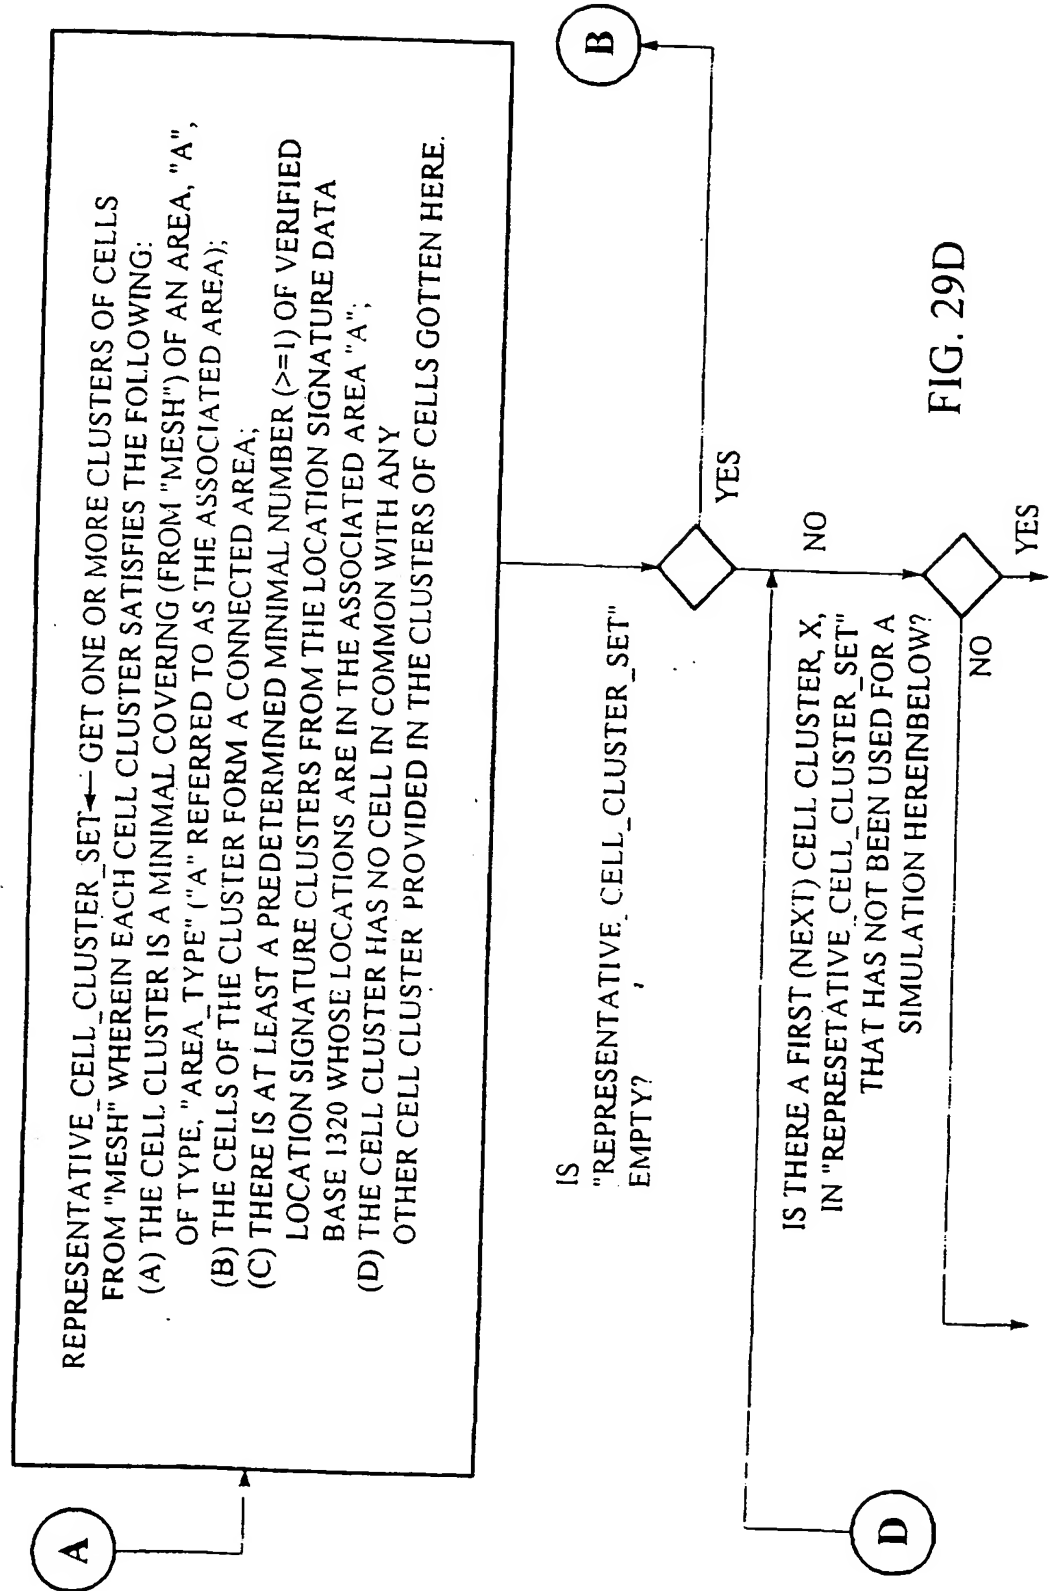 A
REPRESENTATIVE_CELL_CLUSTER_SET←GET ONE OR MORE CLUSTERS OF CELLS
FROM "MESH" WHEREIN EACH CELL CLUSTER SATISFIES THE FOLLOWING:
(A) THE CELL CLUSTER IS A MINIMAL COVERING (FROM "MESH") OF AN AREA, "A",
OF TYPE, "AREA_TYPE" ("A" REFERRED TO AS THE ASSOCIATED AREA);
(B) THE CELLS OF THE CLUSTER FORM A CONNECTED AREA;
(C) THERE IS AT LEAST A PREDETERMINED MINIMAL NUMBER (>=1) OF VERIFIED
LOCATION SIGNATURE CLUSTERS FROM THE LOCATION SIGNATURE DATA
BASE 1320 WHOSE LOCATIONS ARE IN THE ASSOCIATED AREA "A";
(D) THE CELL CLUSTER HAS NO CELL IN COMMON WITH ANY
OTHER CELL CLUSTER PROVIDED IN THE CLUSTERS OF CELLS GOTTEN HERE.
IS
"REPRESENTATIVE_CELL_CLUSTER_SET"
EMPTY?
YES
B
NO
D
IS THERE A FIRST (NEXT) CELL CLUSTER, X,
IN "REPRESETATIVE_CELL_CLUSTER_SET"
THAT HAS NOT BEEN USED FOR A
SIMULATION HEREINBELOW?
NO
YES
FIG. 29D